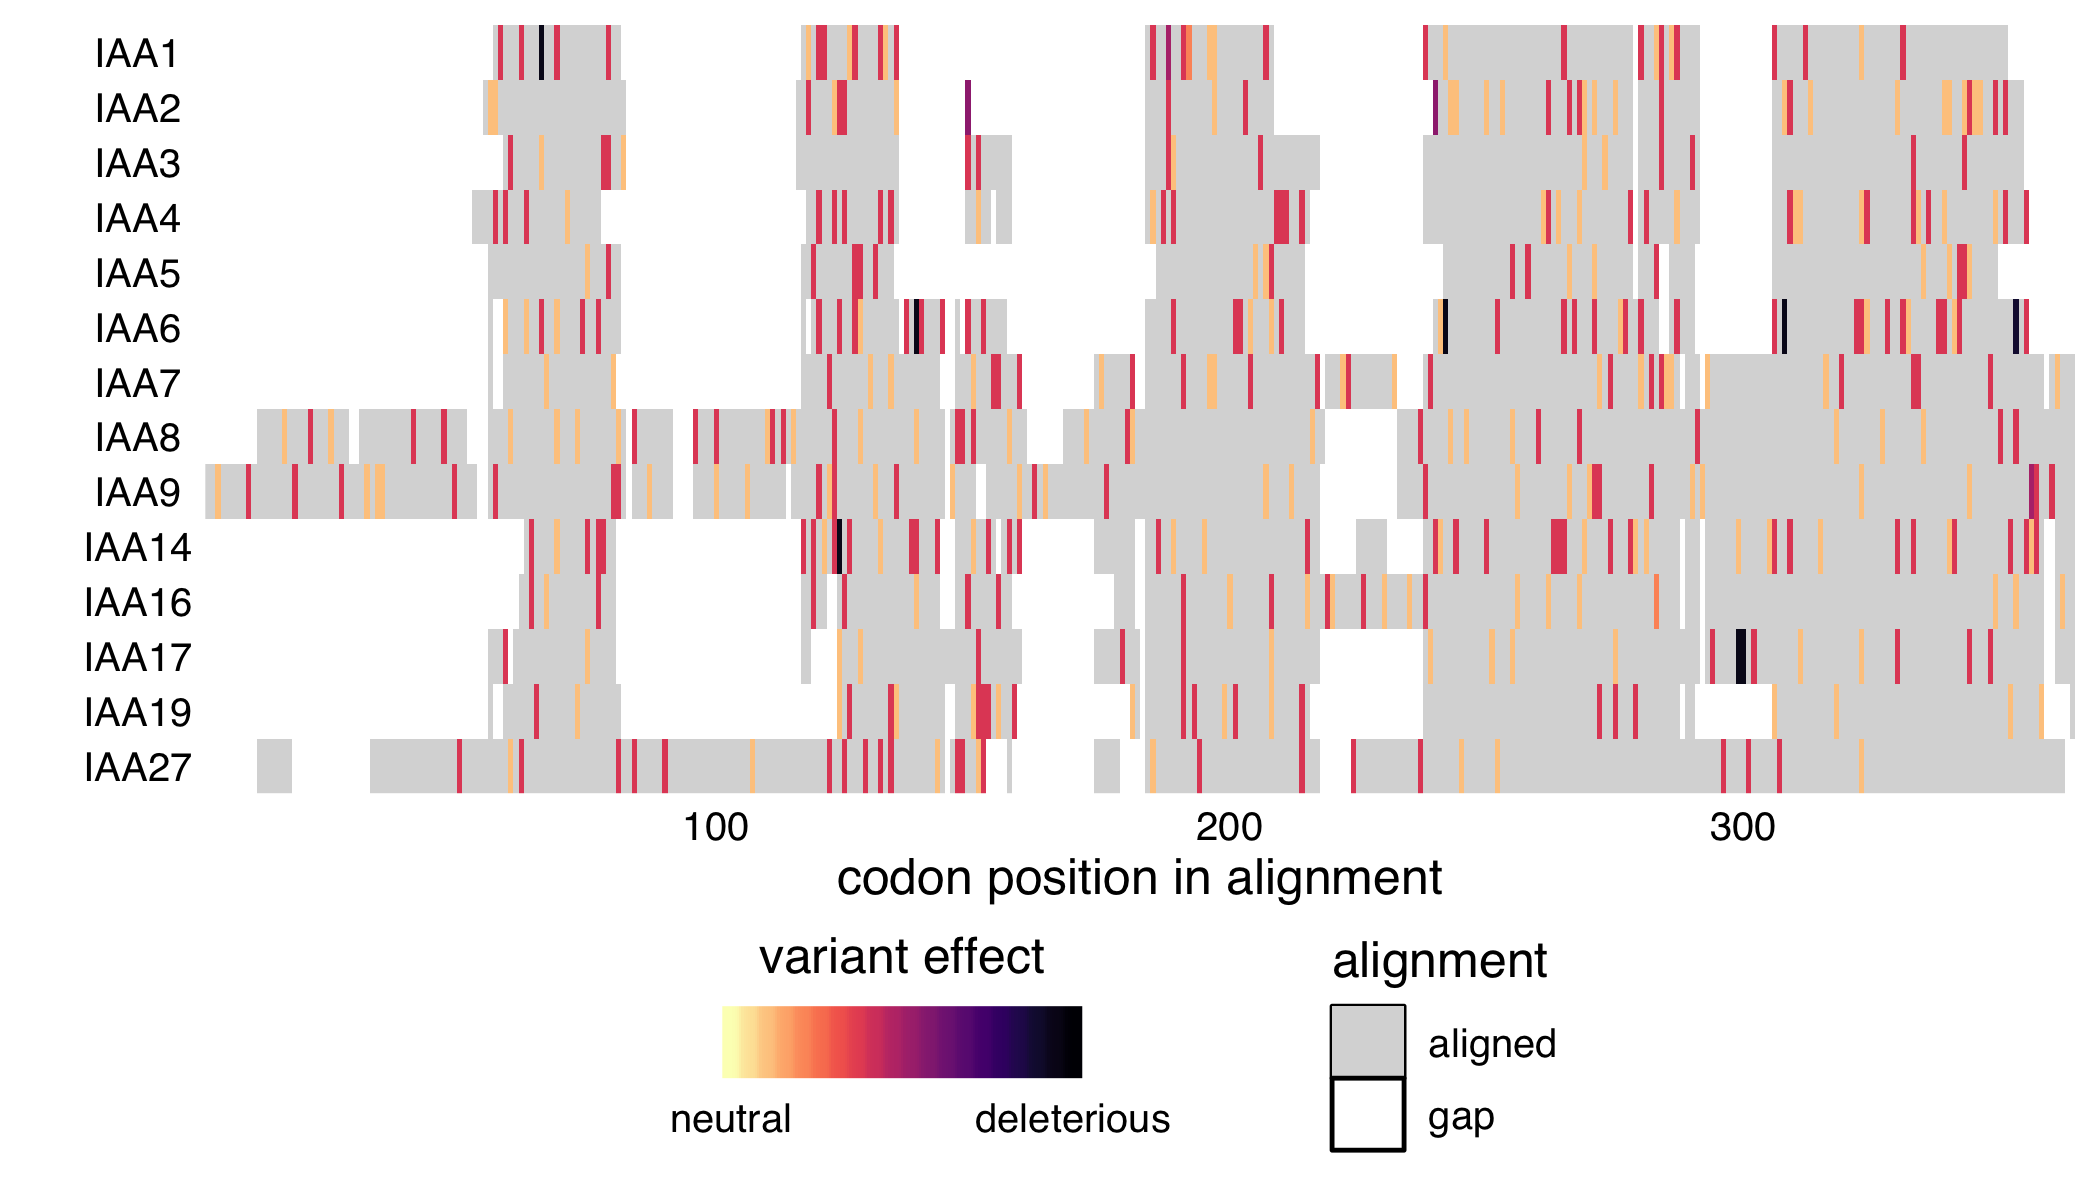 IAA1
IAA2
IAA3
IAA4
IAA5
IAA6
IAA7
IAA8
IAA9
IAA14
IAA16
IAA17
IAA19
IAA27
100 200 300
codon position in alignment
variant effect
neutral deleterious
alignment
aligned
gap